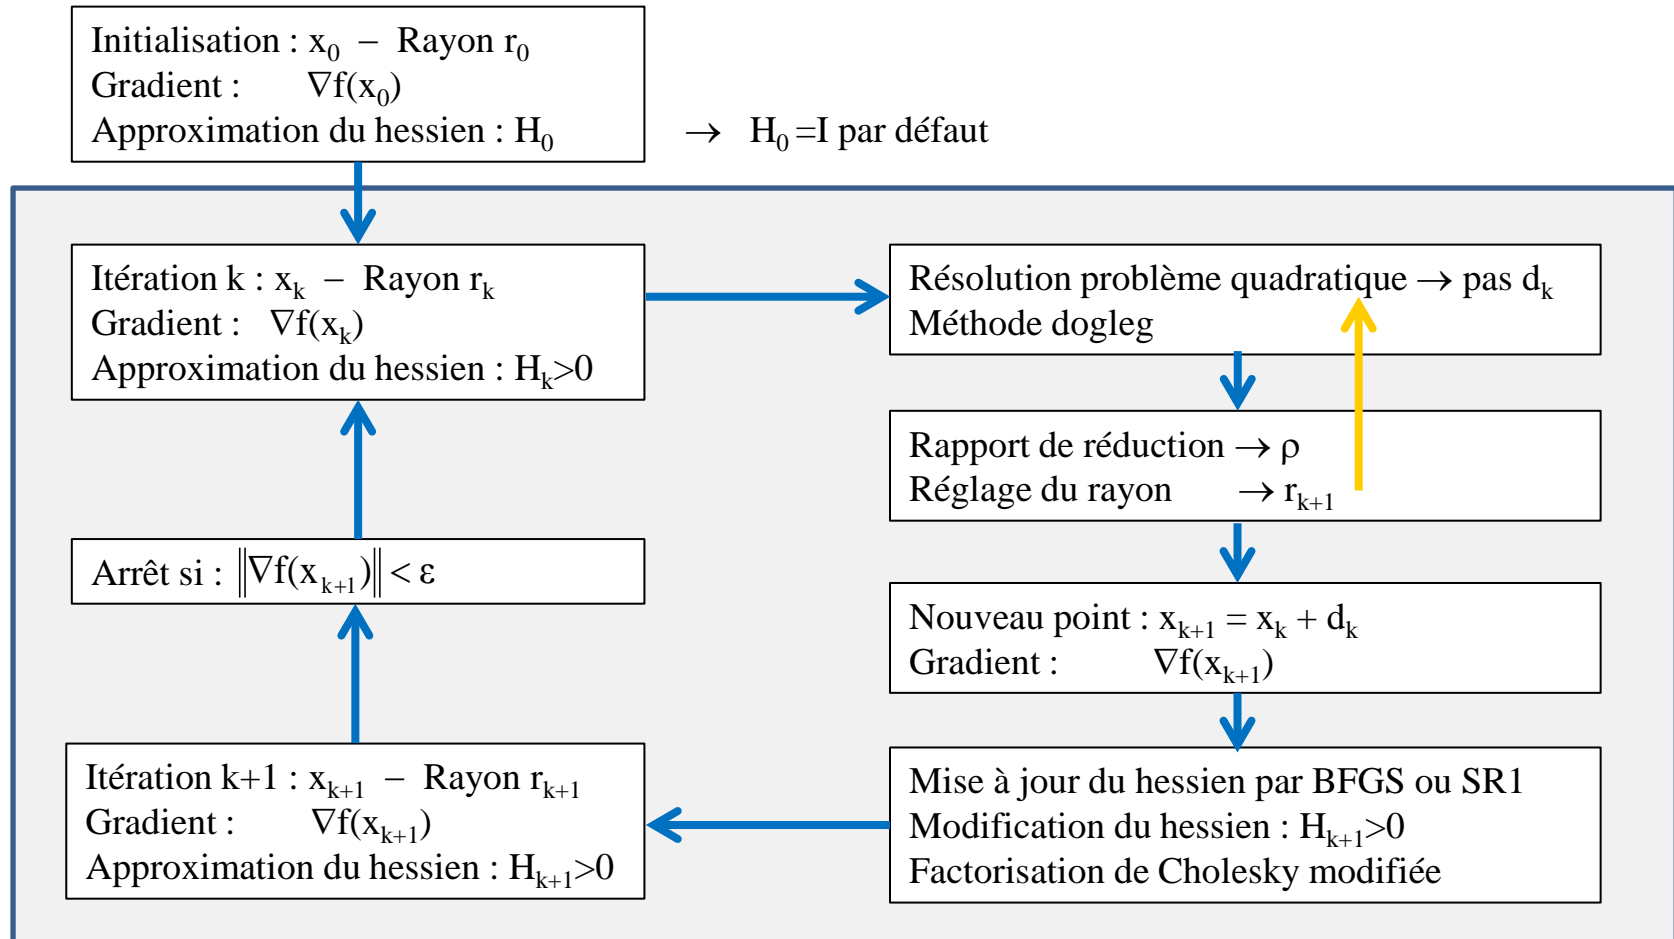 Initialisation : x₀ − Rayon r₀
Gradient : ∇f(x₀)
Approximation du hessien : H₀
→ H₀ =I par défaut
Itération k : xₖ − Rayon rₖ
Gradient : ∇f(xₖ)
Approximation du hessien : Hₖ>0
Résolution problème quadratique → pas dₖ
Méthode dogleg
Rapport de réduction → ρ
Réglage du rayon → rₖ₊₁
Nouveau point : xₖ₊₁ = xₖ + dₖ
Gradient : ∇f(xₖ₊₁)
Mise à jour du hessien par BFGS ou SR1
Modification du hessien : Hₖ₊₁>0
Factorisation de Cholesky modifiée
Itération k+1 : xₖ₊₁ − Rayon rₖ₊₁
Gradient : ∇f(xₖ₊₁)
Approximation du hessien : Hₖ₊₁>0
Arrêt si : ‖∇f(xₖ₊₁)‖ < ε